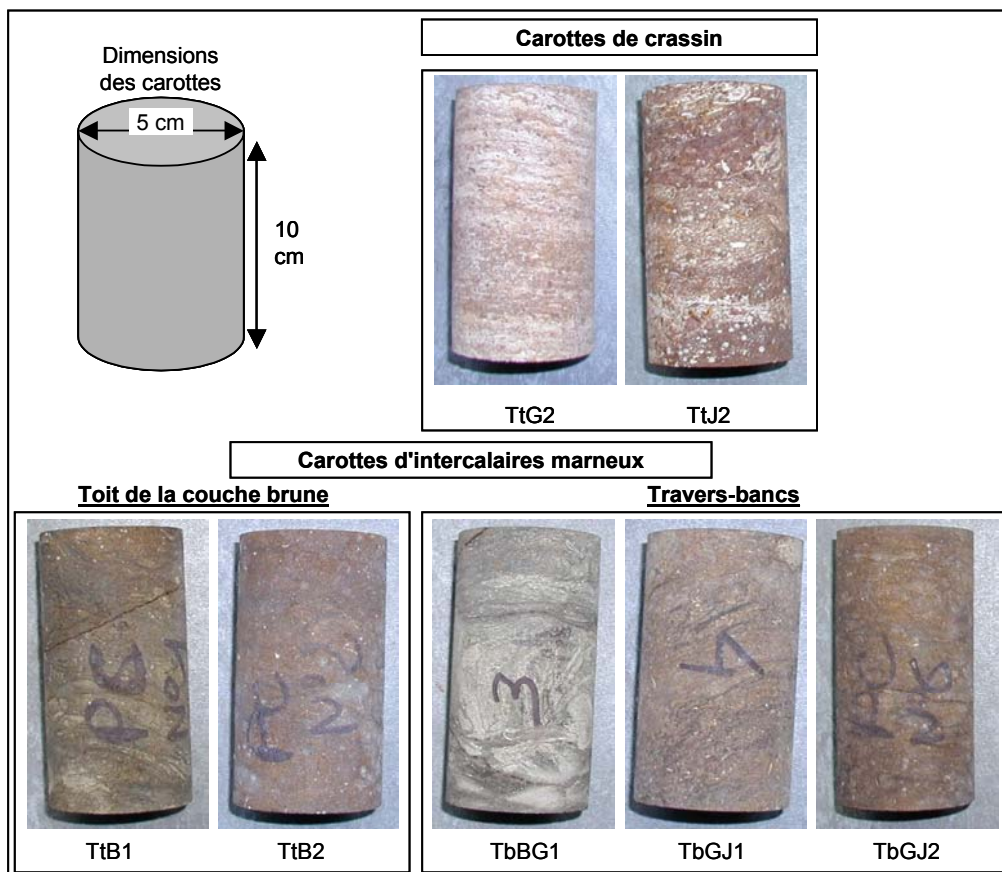 Dimensions
des carottes
5 cm
10
cm
Carottes de crassin
TtG2
TtJ2
Carottes d'intercalaires marneux
Toit de la couche brune
Travers-bancs
PC
3
4
TtB1
TtB2
TbBG1
TbGJ1
TbGJ2